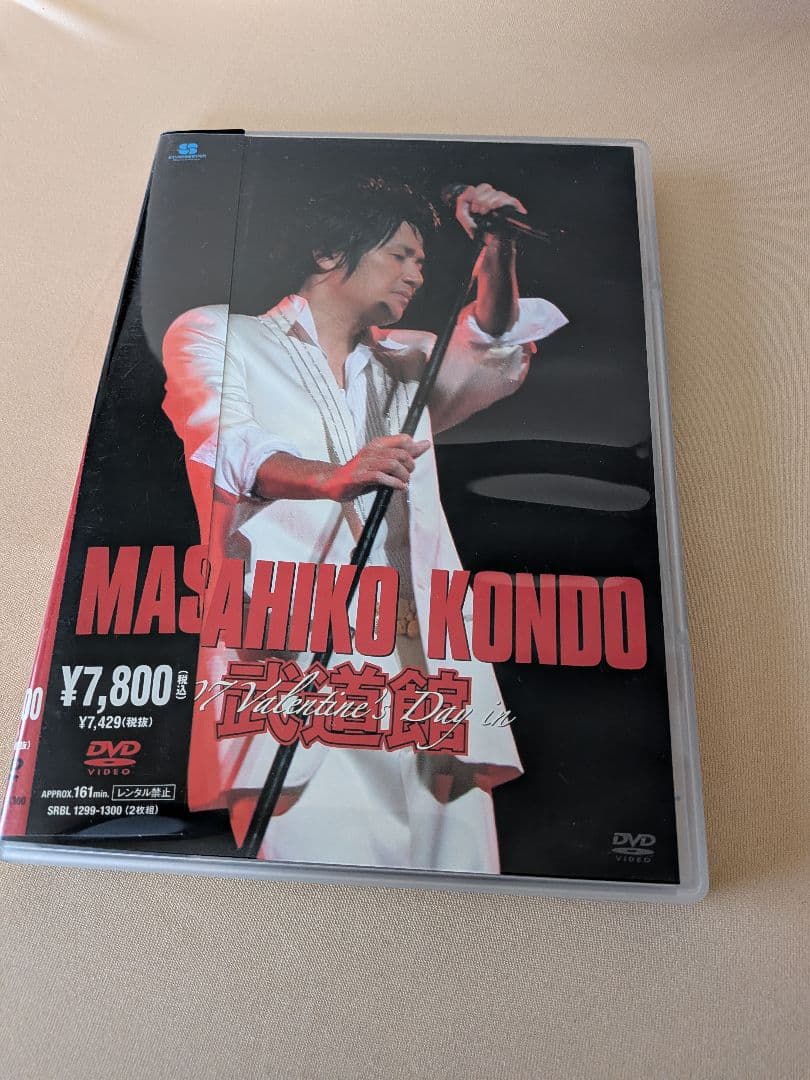 MASAHIKO KONDO
'07 Valentine's Day in
武道館
¥7,800(税込)
¥7,429(税抜)
DVD
VIDEO
APPROX.161min. レンタル禁止
SRBL 1299-1300(2枚組)
DVD
VIDEO